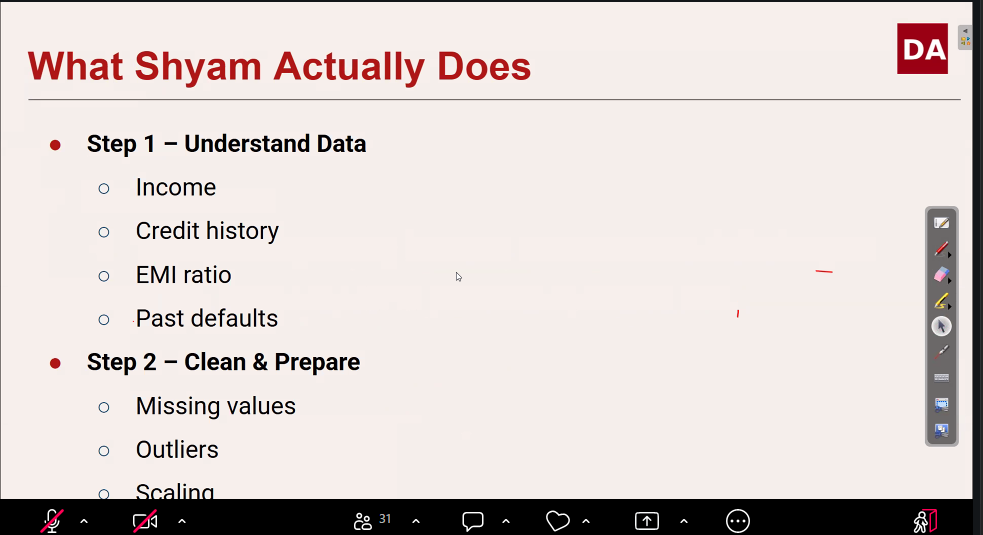 What Shyam Actually Does
DA
Step 1 – Understand Data
Income
Credit history
EMI ratio
Past defaults
Step 2 – Clean & Prepare
Missing values
Outliers
Scaling
31